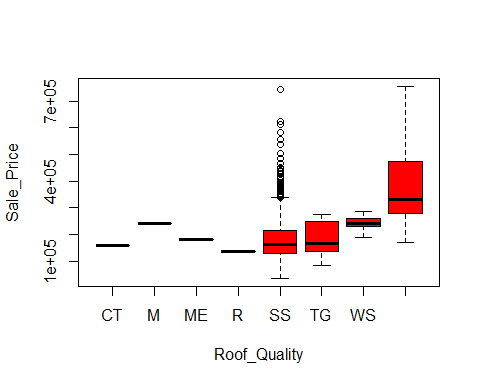 Sale_Price
7e+05
4e+05
1e+05
CT M ME R SS TG WS
Roof_Quality